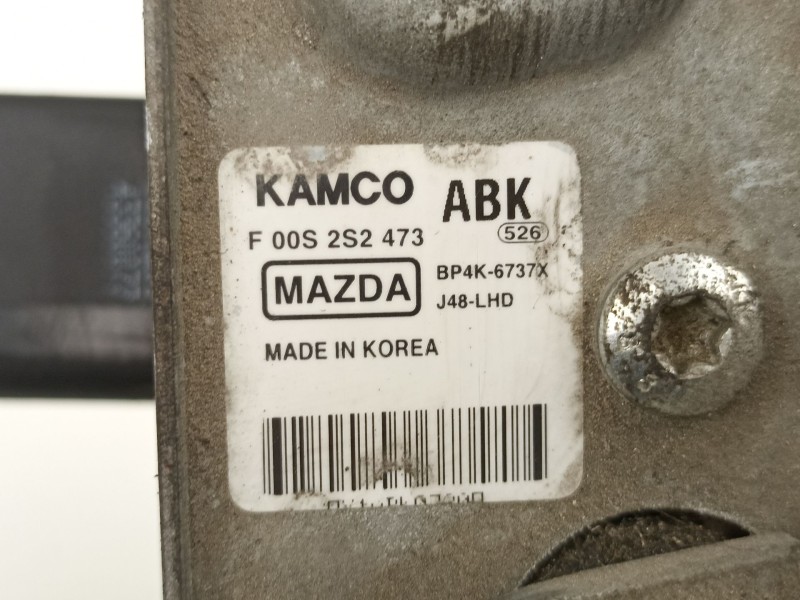 KAMCO ABK
F 00S 2S2 473 526
MAZDA BP4K-6737X
J48-LHD
MADE IN KOREA